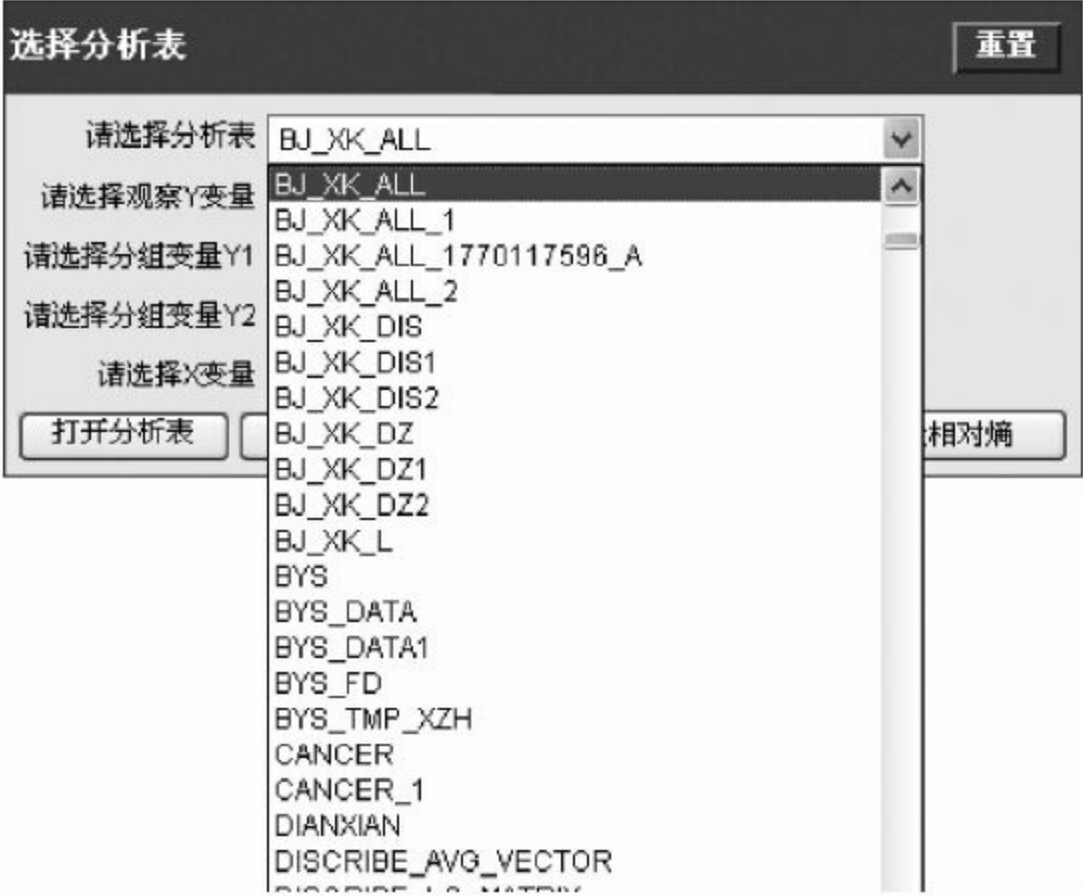 选择分析表
重置
请选择分析表 BJ_XK_ALL
请选择观察Y变量
请选择分组变量Y1
请选择分组变量Y2
请选择X变量
打开分析表
相对熵
BJ_XK_ALL
BJ_XK_ALL_1
BJ_XK_ALL_1770117596_A
BJ_XK_ALL_2
BJ_XK_DIS
BJ_XK_DIS1
BJ_XK_DIS2
BJ_XK_DZ
BJ_XK_DZ1
BJ_XK_DZ2
BJ_XK_L
BYS
BYS_DATA
BYS_DATA1
BYS_FD
BYS_TMP_XZH
CANCER
CANCER_1
DIANXIAN
DISCRIBE_AVG_VECTOR